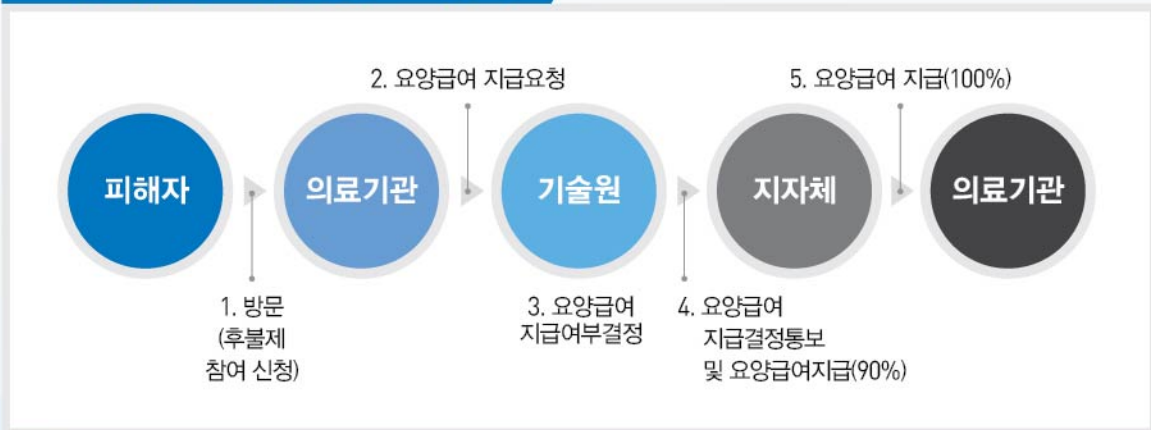 2. 요양급여 지급요청
5. 요양급여 지급(100%)
피해자
의료기관
기술원
지자체
의료기관
1. 방문
(후불제
참여 신청)
3. 요양급여
지급여부결정
4. 요양급여
지급결정통보
및 요양급여지급(90%)